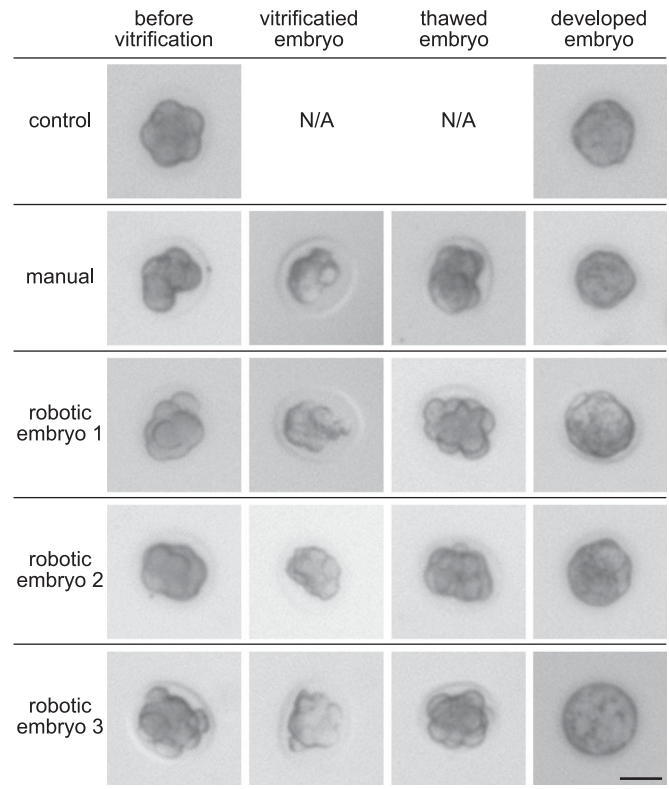 before
vitrification
vitrificatied
embryo
thawed
embryo
developed
embryo
control
N/A
N/A
manual
robotic
embryo 1
robotic
embryo 2
robotic
embryo 3